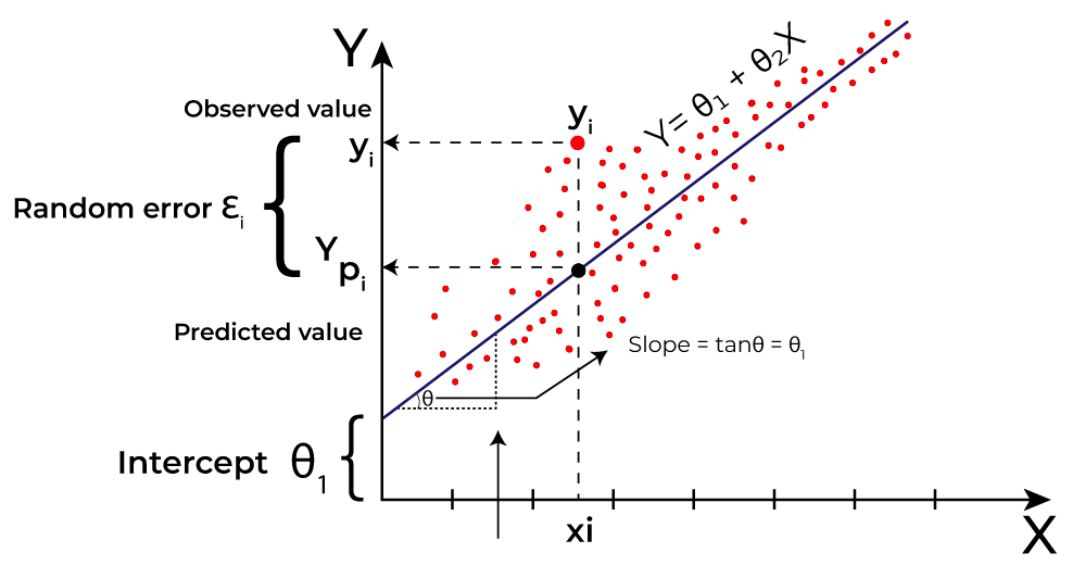 Y
Y= θ₁ + θ₂X
Observed value
yᵢ
yᵢ
Random error εᵢ
Yₚᵢ
Predicted value
Slope = tanθ = θ₁
θ
Intercept θ₁
xi
X